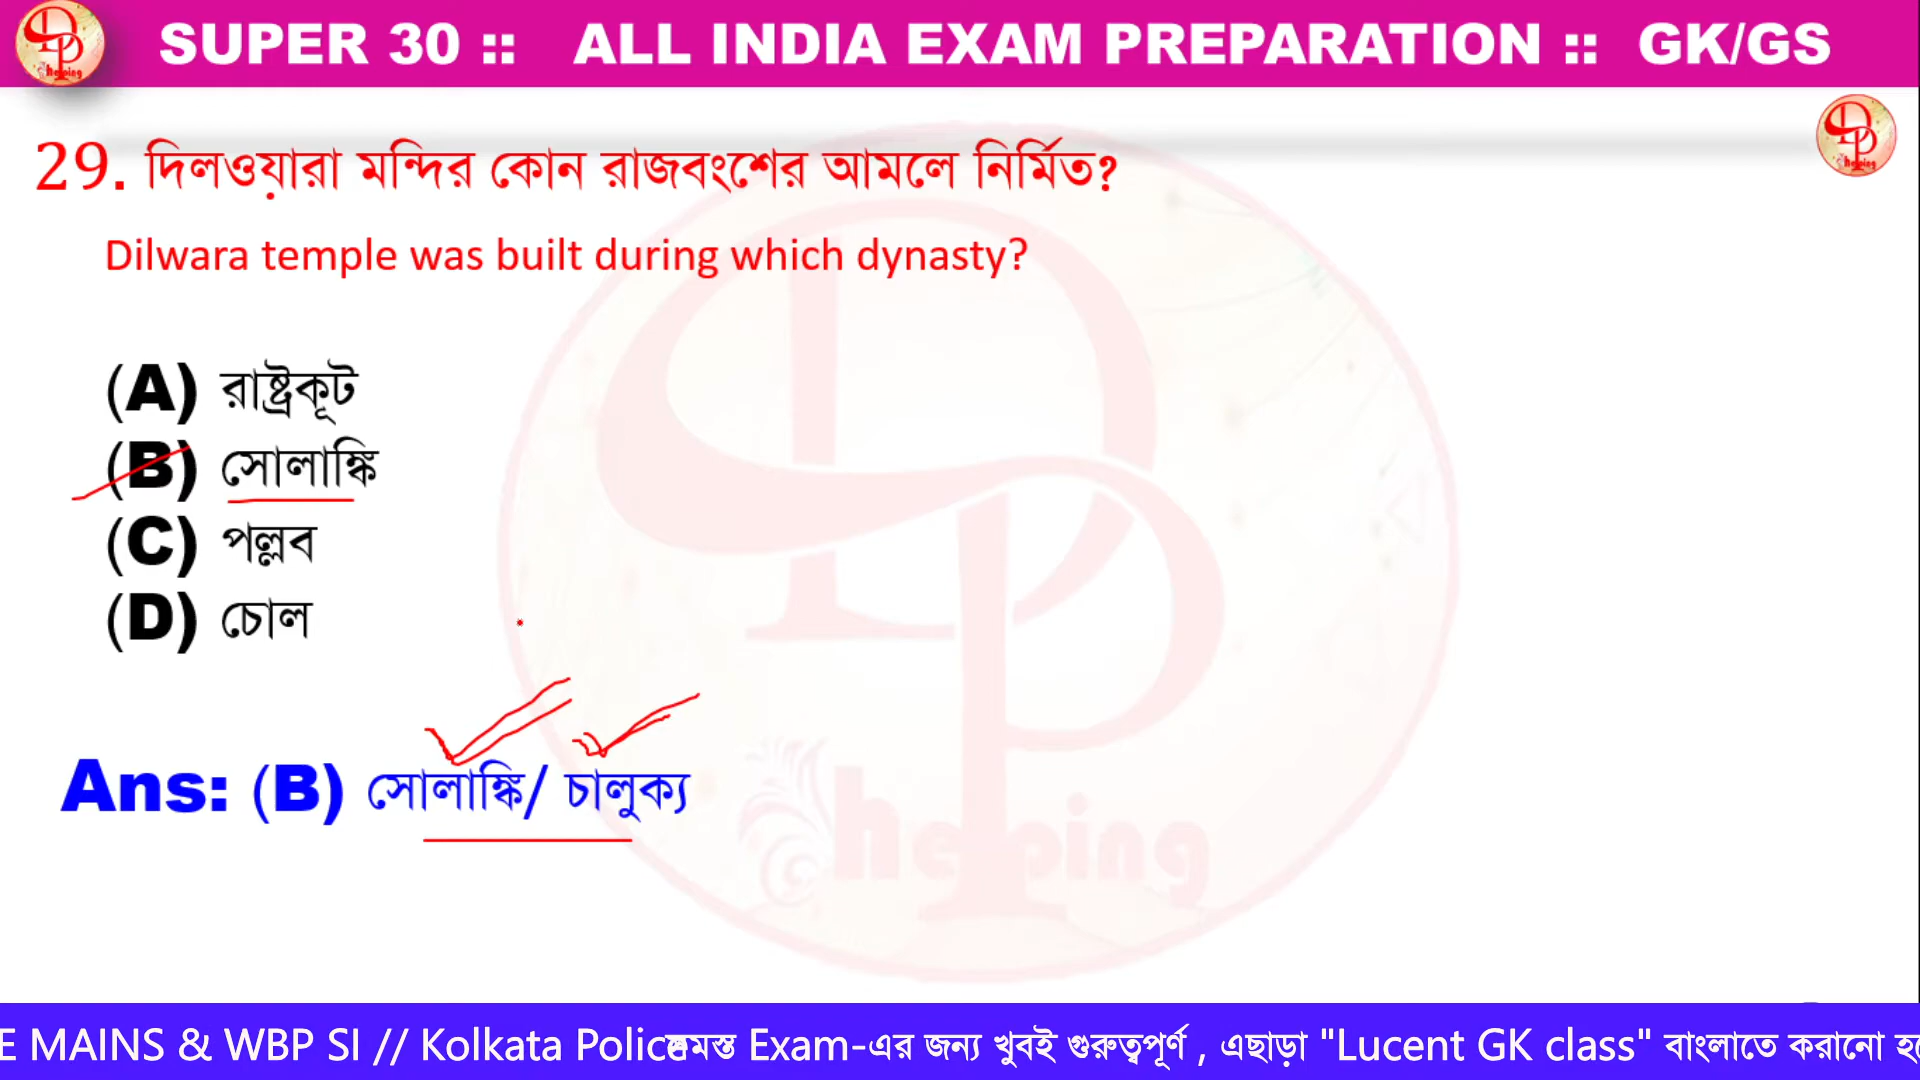 SUPER 30 :: ALL INDIA EXAM PREPARATION :: GK/GS
29. দিলওয়ারা মন্দির কোন রাজবংশের আমলে নির্মিত?
Dilwara temple was built during which dynasty?
(A) রাষ্ট্রকূট
(B) সোলাঙ্কি
(C) পল্লব
(D) চোল
Ans: (B) সোলাঙ্কি/ চালুক্য
helping
E MAINS & WBP SI // Kolkata Police Exam-এর জন্য খুবই গুরুত্বপূর্ণ , এছাড়া "Lucent GK class" বাংলাতে করানো